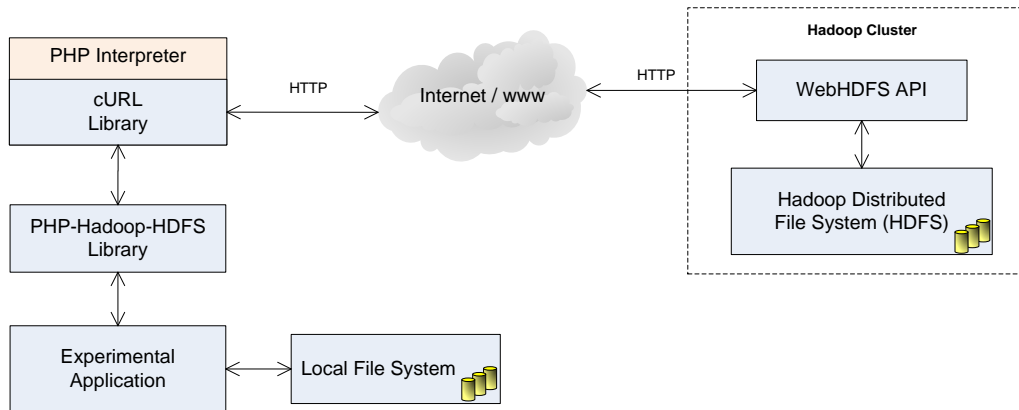 Hadoop Cluster
PHP Interpreter
cURL
Library
HTTP
Internet / www
HTTP
WebHDFS API
PHP-Hadoop-HDFS
Library
Hadoop Distributed
File System (HDFS)
Experimental
Application
Local File System